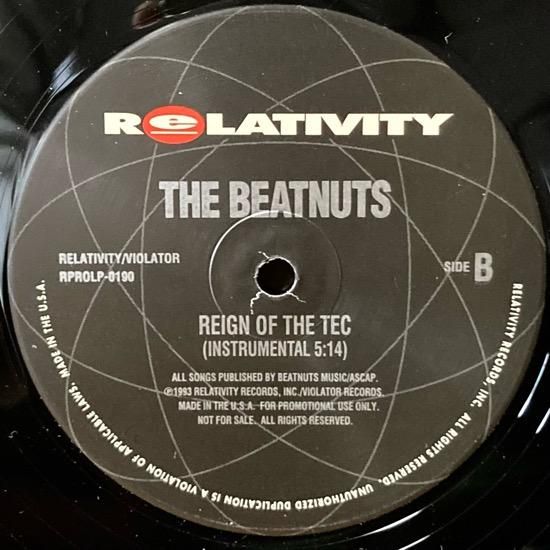 ReLATIVITY
THE BEATNUTS
RELATIVITY/VIOLATOR
RPROLP-0190
SIDE B
REIGN OF THE TEC
(INSTRUMENTAL 5:14)
ALL SONGS PUBLISHED BY BEATNUTS MUSIC/ASCAP.
℗1993 RELATIVITY RECORDS, INC./VIOLATOR RECORDS.
MADE IN THE U.S.A. FOR PROMOTIONAL USE ONLY.
NOT FOR SALE. ALL RIGHTS RESERVED.
RELATIVITY RECORDS, INC. ALL RIGHTS RESERVED. UNAUTHORIZED DUPLICATION IS A VIOLATION OF APPLICABLE LAWS. MADE IN THE U.S.A.